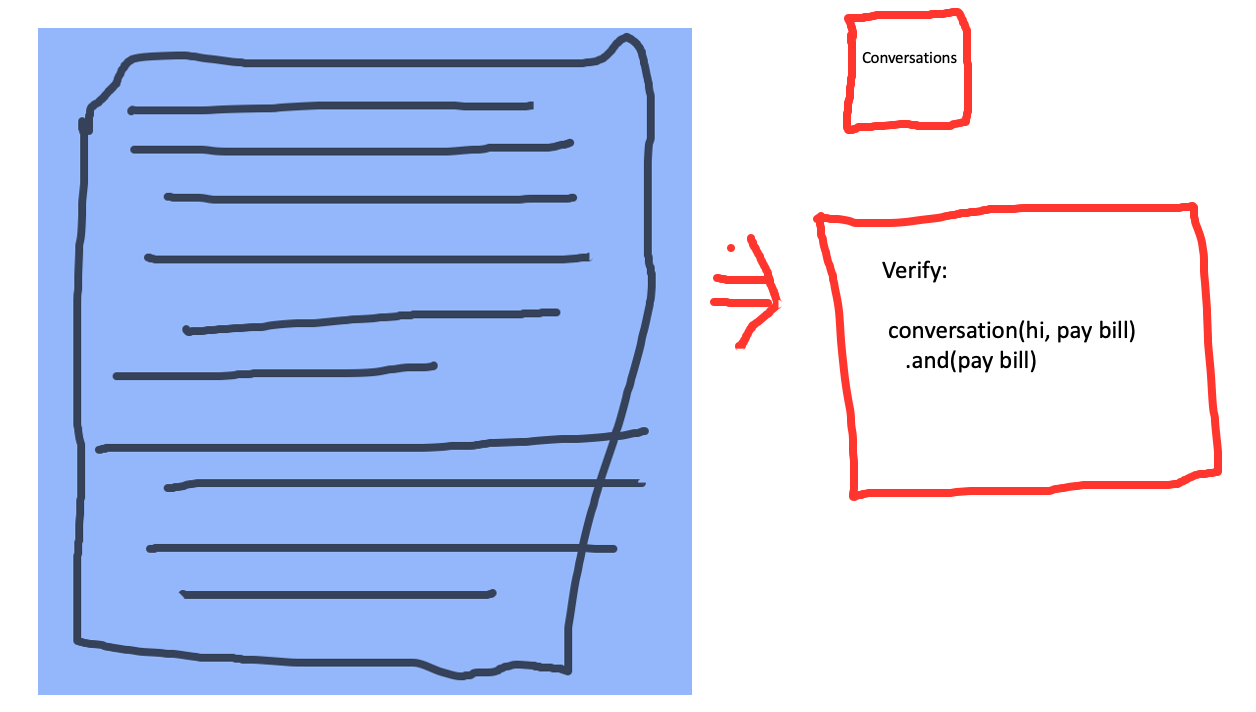 Conversations
Verify:
conversation(hi, pay bill)
.and(pay bill)